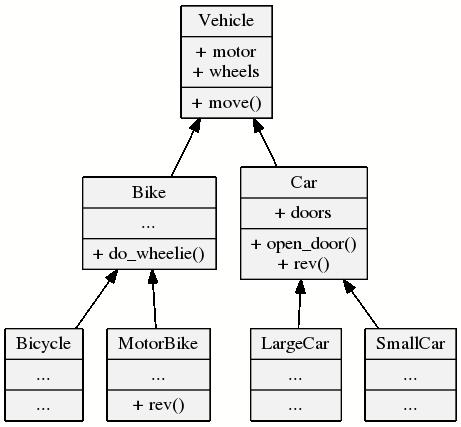 Vehicle
+ motor
+ wheels
+ move()
Bike
...
+ do_wheelie()
Car
+ doors
+ open_door()
+ rev()
Bicycle
...
...
MotorBike
...
+ rev()
LargeCar
...
...
SmallCar
...
...